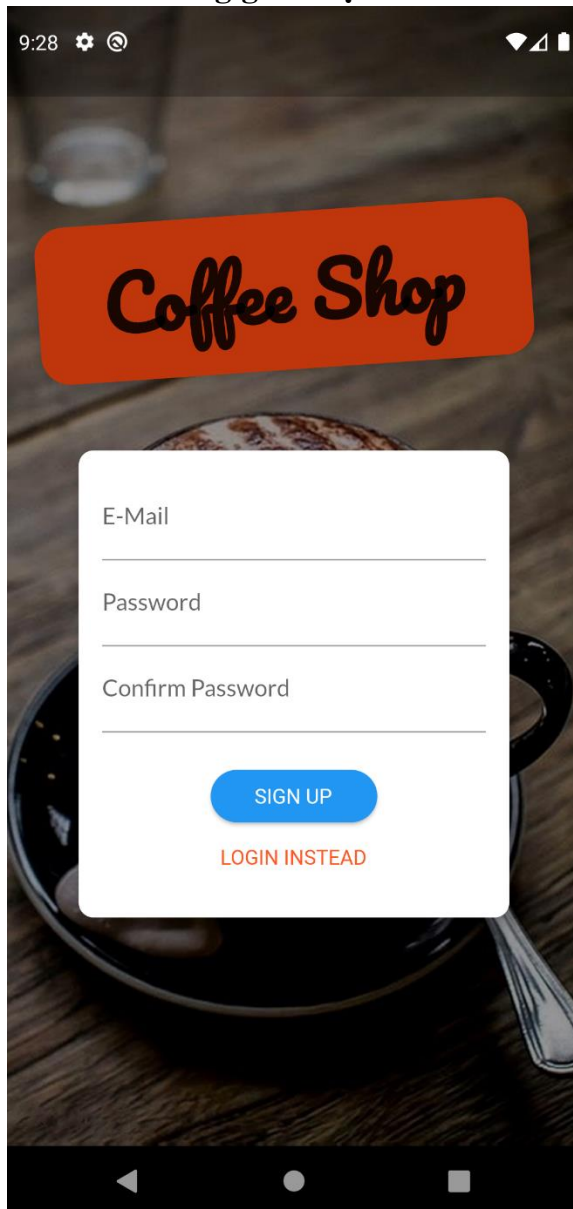 9:28
Coffee Shop
E-Mail
Password
Confirm Password
SIGN UP
LOGIN INSTEAD